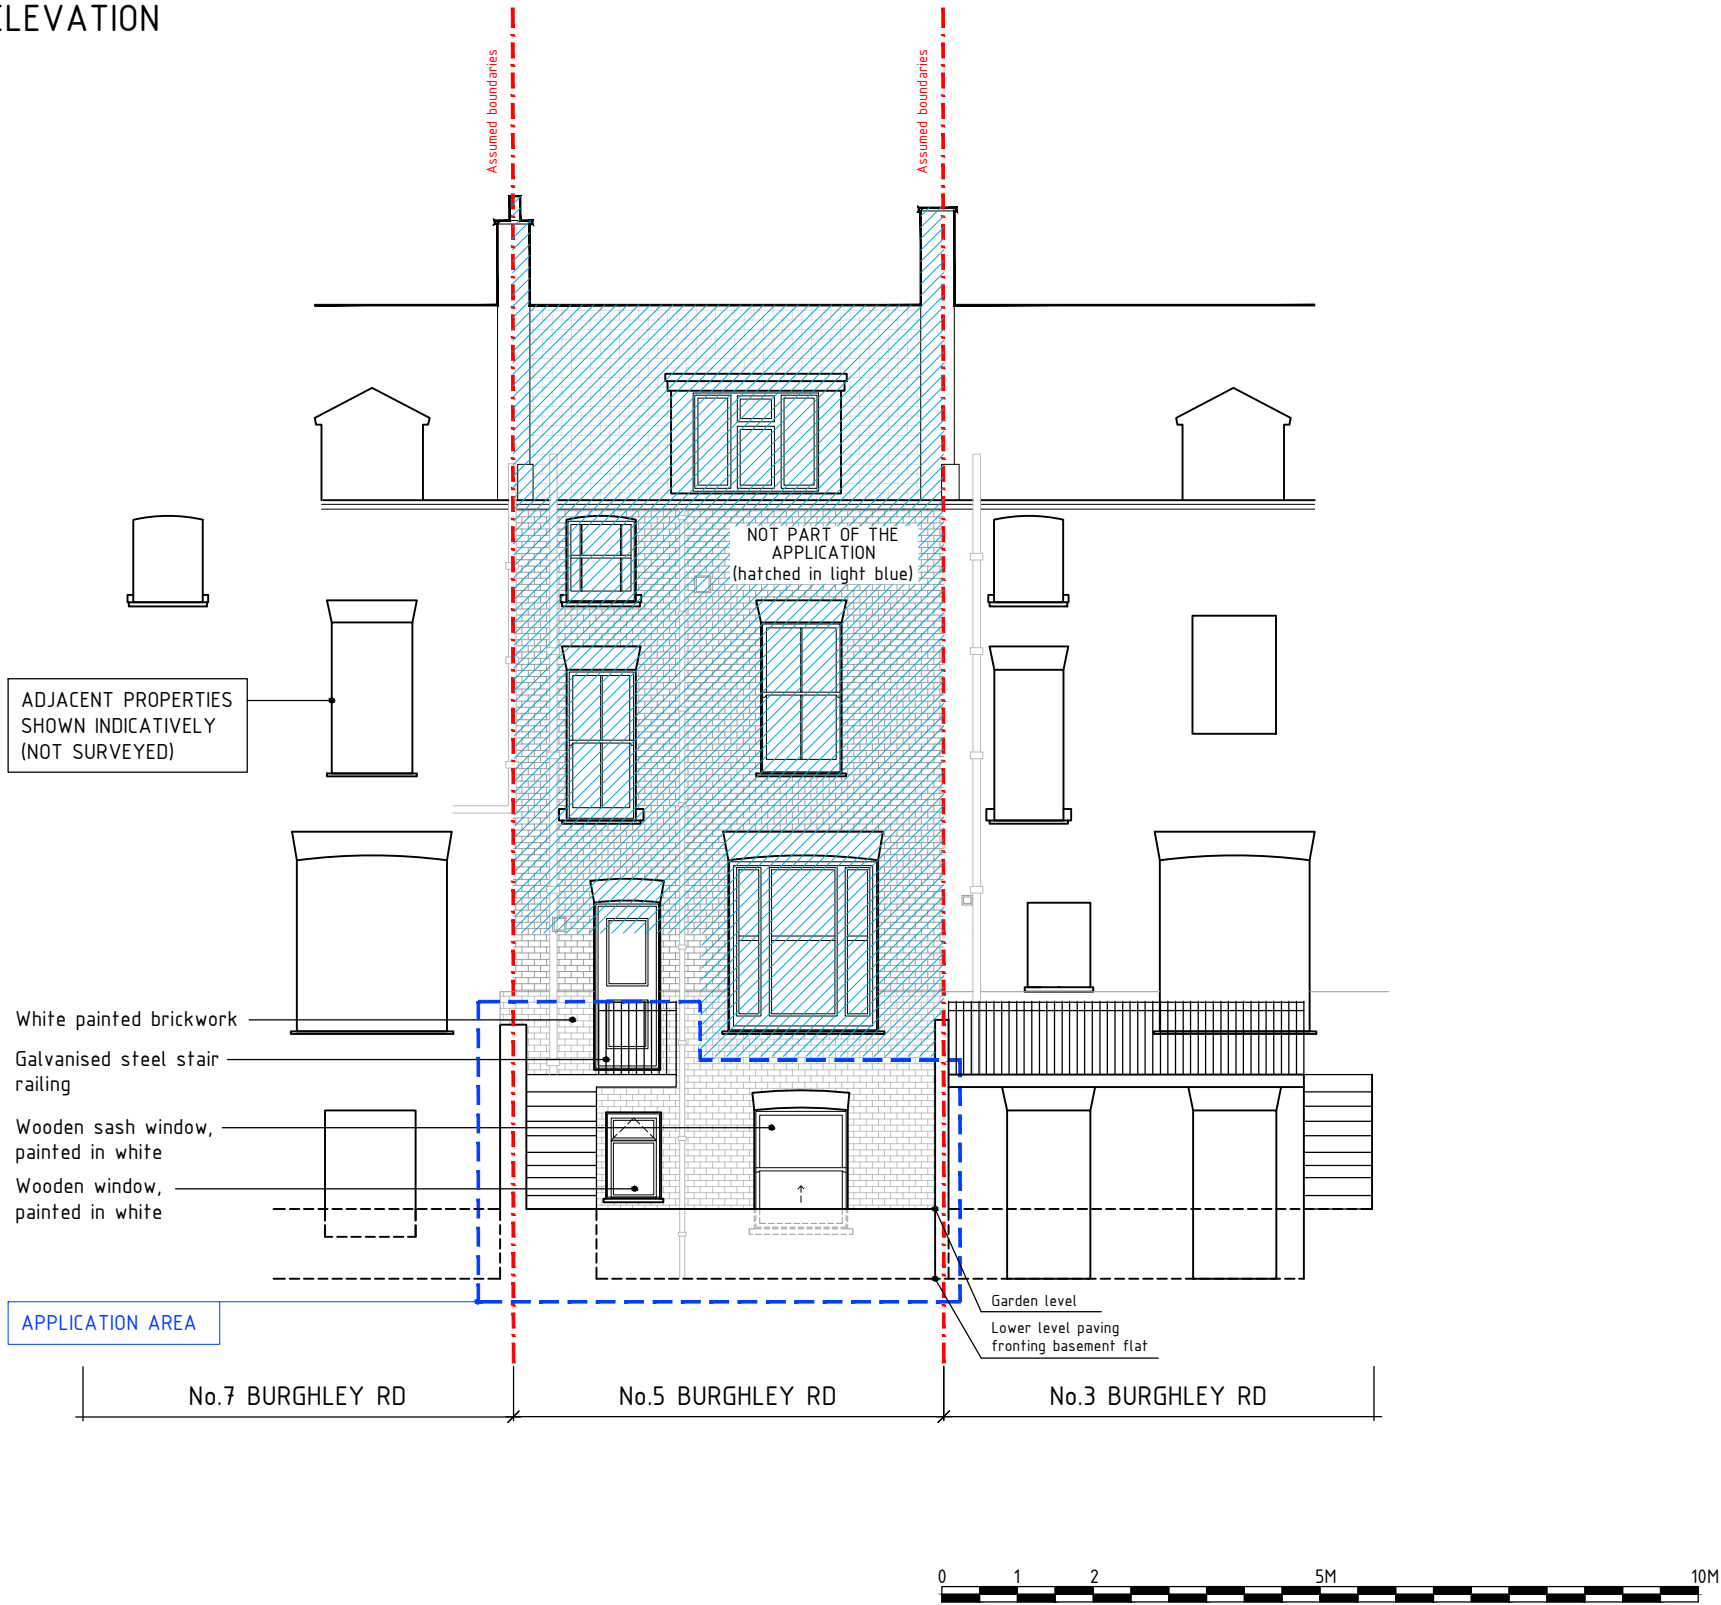 ELEVATION
Assumed boundaries
Assumed boundaries
NOT PART OF THE
APPLICATION
(hatched in light blue)
ADJACENT PROPERTIES
SHOWN INDICATIVELY
(NOT SURVEYED)
White painted brickwork
Galvanised steel stair
railing
Wooden sash window,
painted in white
Wooden window,
painted in white
APPLICATION AREA
Garden level
Lower level paving
fronting basement flat
No.7 BURGHLEY RD
No.5 BURGHLEY RD
No.3 BURGHLEY RD
0 1 2 5M 10M